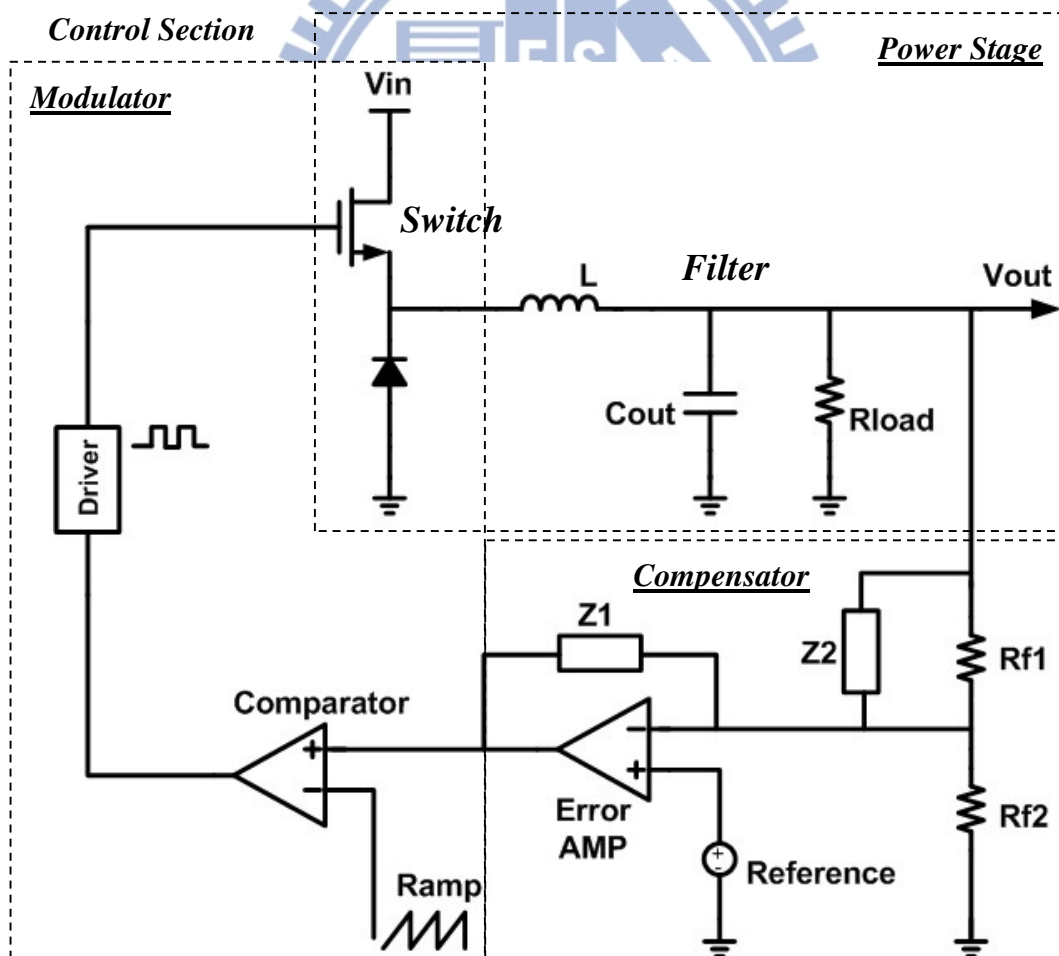 Control Section
Power Stage
Modulator
Vin
Switch
Filter
L
Vout
Cout
Rload
Driver
Compensator
Z1
Z2
Rf1
Comparator
+
-
-
+
Error
AMP
Rf2
+
-
Reference
Ramp